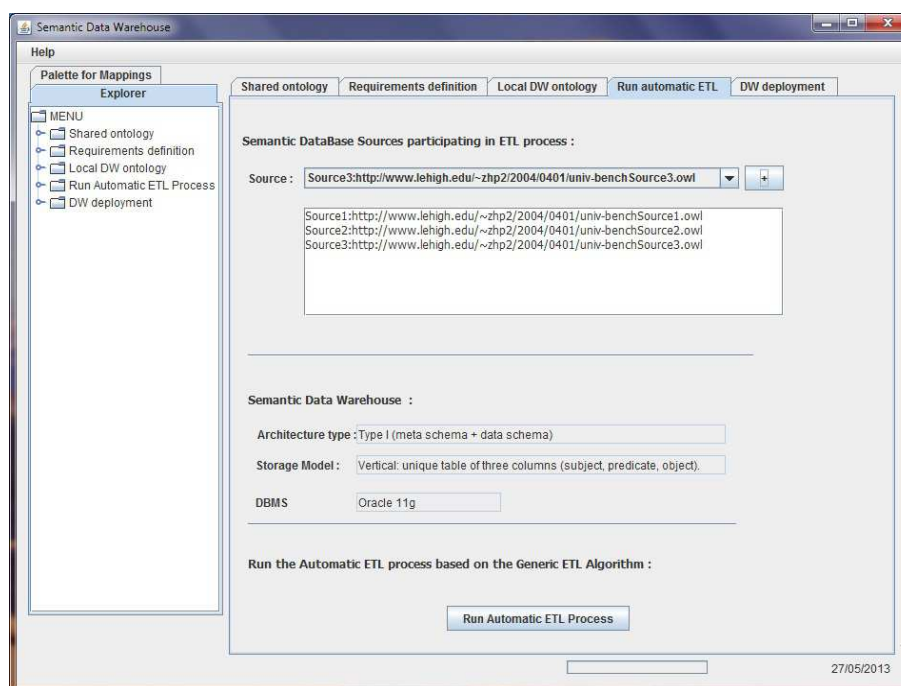 Semantic Data Warehouse
Help
Palette for Mappings
Explorer
MENU
Shared ontology
Requirements definition
Local DW ontology
Run Automatic ETL Process
DW deployment
Shared ontology Requirements definition Local DW ontology Run automatic ETL DW deployment
Semantic DataBase Sources participating in ETL process :
Source : Source3:http://www.lehigh.edu/~zhp2/2004/0401/univ-benchSource3.owl +
Source1:http://www.lehigh.edu/~zhp2/2004/0401/univ-benchSource1.owl
Source2:http://www.lehigh.edu/~zhp2/2004/0401/univ-benchSource2.owl
Source3:http://www.lehigh.edu/~zhp2/2004/0401/univ-benchSource3.owl
Semantic Data Warehouse :
Architecture type : Type I (meta schema + data schema)
Storage Model : Vertical: unique table of three columns (subject, predicate, object).
DBMS Oracle 11g
Run the Automatic ETL process based on the Generic ETL Algorithm :
Run Automatic ETL Process
27/05/2013